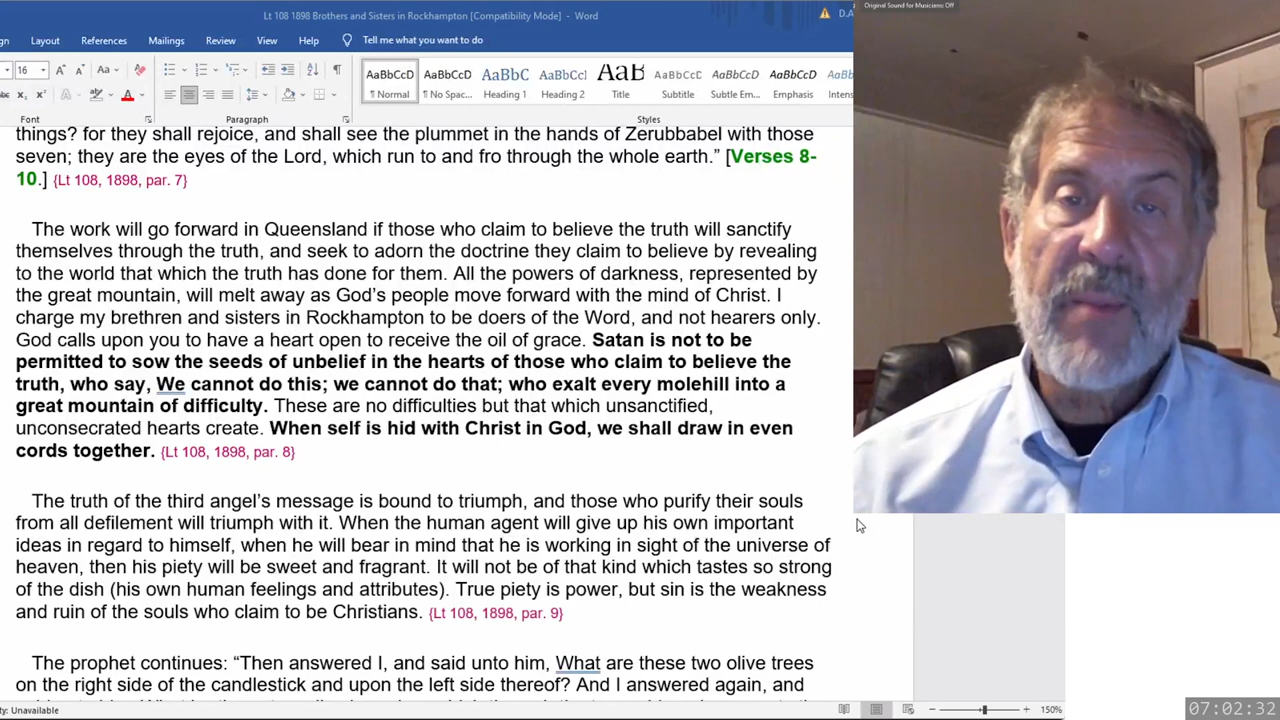 Lt 108 1898 Brothers and Sisters in Rockhampton [Compatibility Mode] - Word
D.A
Original Sound for Musicians: Off
Layout References Mailings Review View Help Tell me what you want to do
16 A A Aa
A A
AaBbCcD AaBbCcD AaBbC AaBbCcI AaB AaBbCcD AaBbCcD AaBbCcD AaBb
¶ Normal ¶ No Spac... Heading 1 Heading 2 Title Subtitle Subtle Em... Emphasis Intens
Font Paragraph Styles
things? for they shall rejoice, and shall see the plummet in the hands of Zerubbabel with those
seven; they are the eyes of the Lord, which run to and fro through the whole earth.” [Verses 8-
10.] {Lt 108, 1898, par. 7}
The work will go forward in Queensland if those who claim to believe the truth will sanctify
themselves through the truth, and seek to adorn the doctrine they claim to believe by revealing
to the world that which the truth has done for them. All the powers of darkness, represented by
the great mountain, will melt away as God’s people move forward with the mind of Christ. I
charge my brethren and sisters in Rockhampton to be doers of the Word, and not hearers only.
God calls upon you to have a heart open to receive the oil of grace. Satan is not to be
permitted to sow the seeds of unbelief in the hearts of those who claim to believe the
truth, who say, We cannot do this; we cannot do that; who exalt every molehill into a
great mountain of difficulty. These are no difficulties but that which unsanctified,
unconsecrated hearts create. When self is hid with Christ in God, we shall draw in even
cords together. {Lt 108, 1898, par. 8}
The truth of the third angel’s message is bound to triumph, and those who purify their souls
from all defilement will triumph with it. When the human agent will give up his own important
ideas in regard to himself, when he will bear in mind that he is working in sight of the universe of
heaven, then his piety will be sweet and fragrant. It will not be of that kind which tastes so strong
of the dish (his own human feelings and attributes). True piety is power, but sin is the weakness
and ruin of the souls who claim to be Christians. {Lt 108, 1898, par. 9}
The prophet continues: “Then answered I, and said unto him, What are these two olive trees
on the right side of the candlestick and upon the left side thereof? And I answered again, and
ty: Unavailable
150%
07:02:32